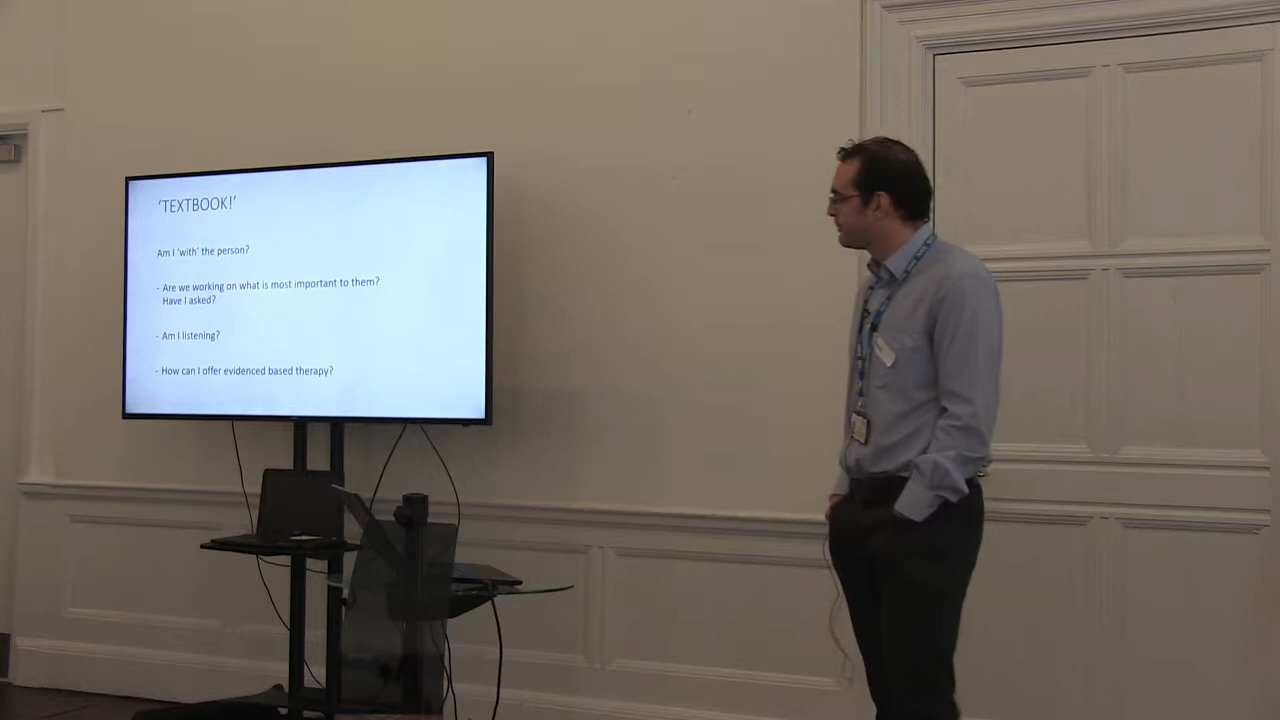 'TEXTBOOK!'
Am I 'with' the person?
- Are we working on what is most important to them?
Have I asked?
- Am I listening?
- How can I offer evidenced based therapy?